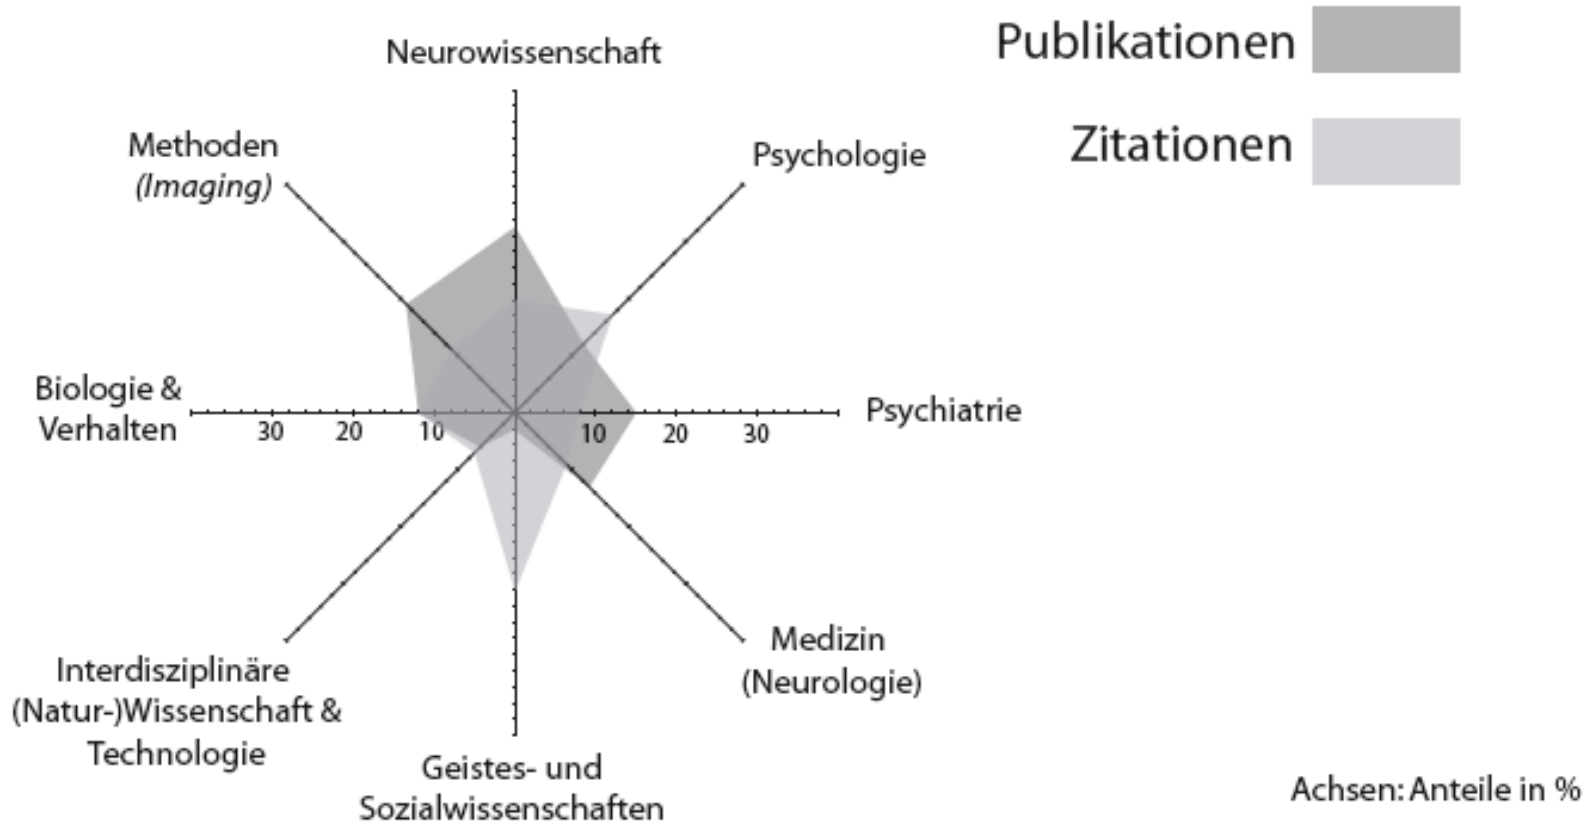 Publikationen
Zitationen
Neurowissenschaft
Methoden
(Imaging)
Psychologie
Biologie &
Verhalten
30 20 10 10 20 30
Psychiatrie
Interdisziplinäre
(Natur-)Wissenschaft &
Technologie
Medizin
(Neurologie)
Geistes- und
Sozialwissenschaften
Achsen: Anteile in %